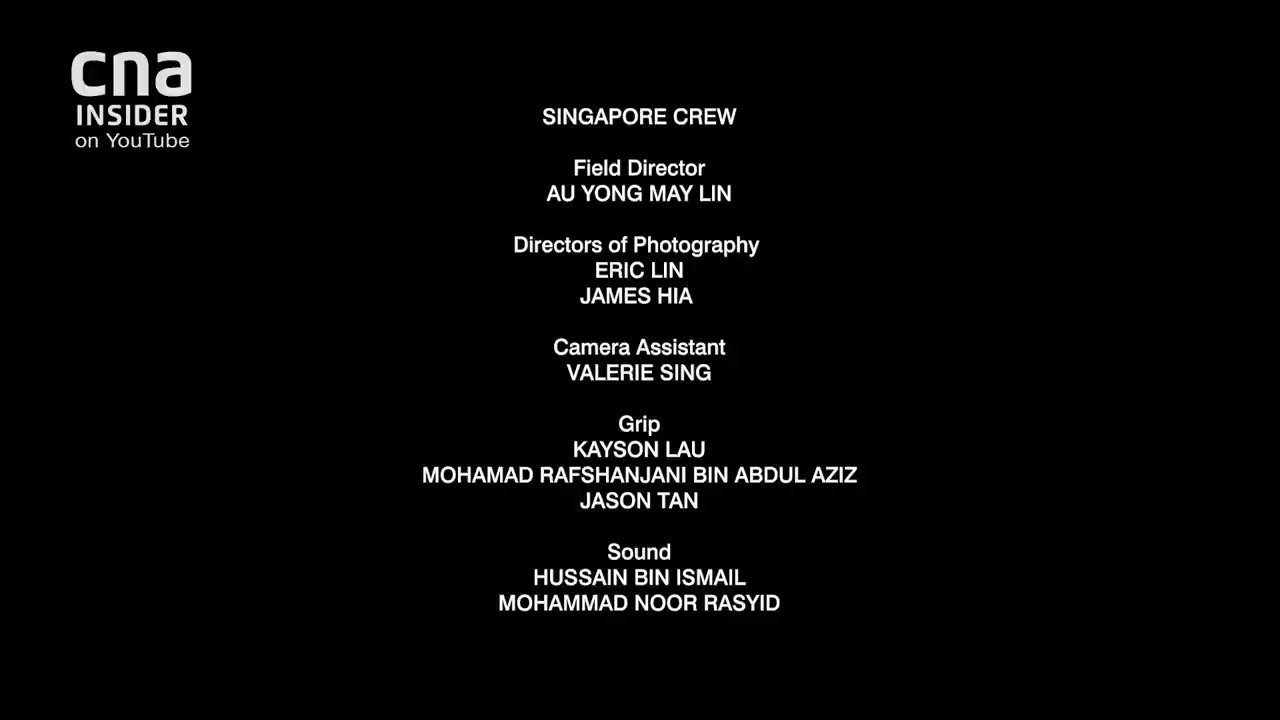 cna
INSIDER
on YouTube
SINGAPORE CREW
Field Director
AU YONG MAY LIN
Directors of Photography
ERIC LIN
JAMES HIA
Camera Assistant
VALERIE SING
Grip
KAYSON LAU
MOHAMAD RAFSHANJANI BIN ABDUL AZIZ
JASON TAN
Sound
HUSSAIN BIN ISMAIL
MOHAMMAD NOOR RASYID